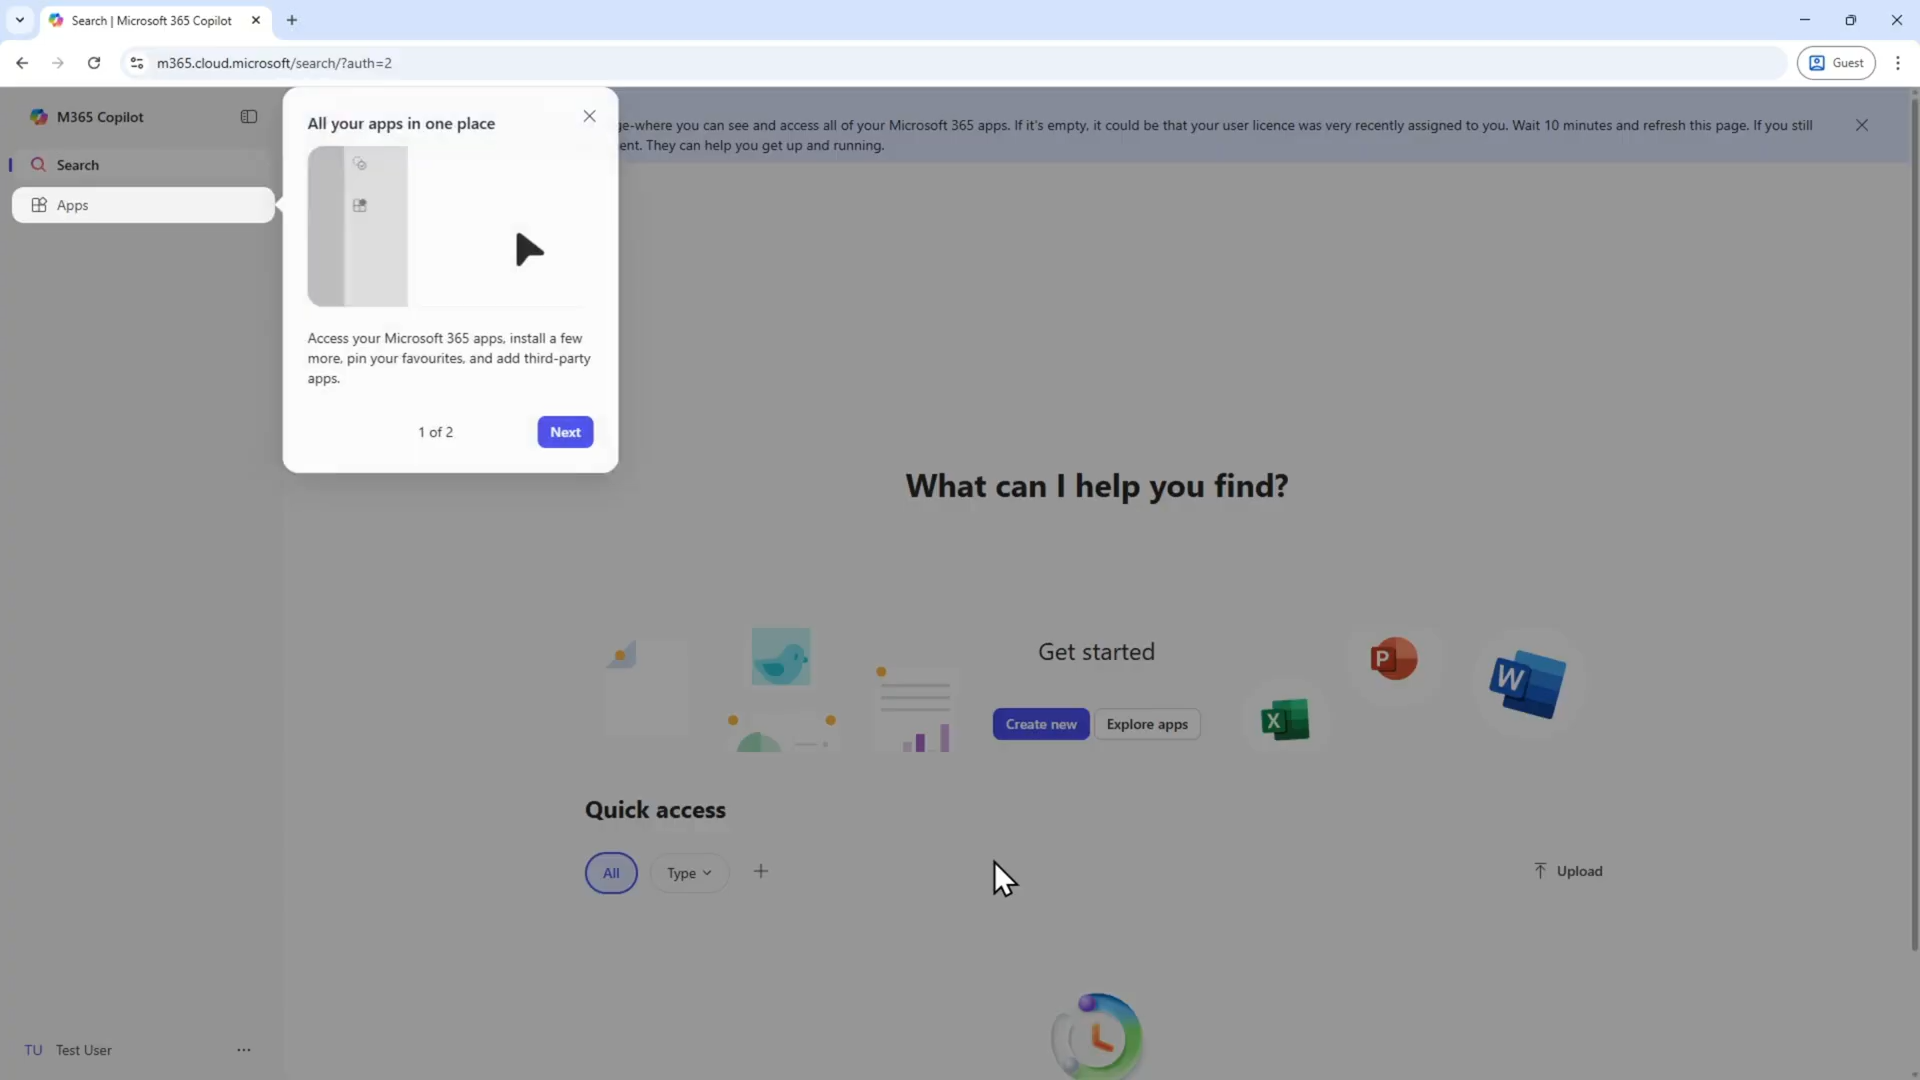 Search | Microsoft 365 Copilot
m365.cloud.microsoft/search/?auth=2
Guest
M365 Copilot
Search
Apps
All your apps in one place
Access your Microsoft 365 apps, install a few
more, pin your favourites, and add third-party
apps.
1 of 2
Next
where you can see and access all of your Microsoft 365 apps. If it's empty, it could be that your user licence was very recently assigned to you. Wait 10 minutes and refresh this page. If you still
They can help you get up and running.
What can I help you find?
Get started
Create new
Explore apps
P
W
X
Quick access
All
Type
Upload
TU
Test User